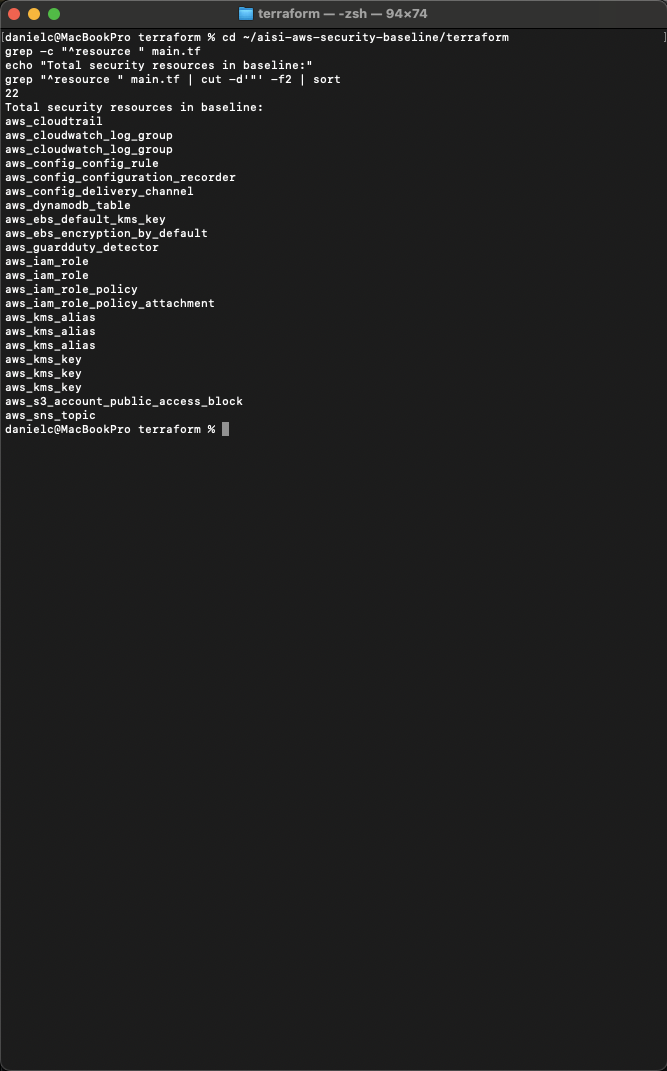 terraform — -zsh — 94×74
[danielc@MacBookPro terraform % cd ~/aisi-aws-security-baseline/terraform ]
grep -c "^resource " main.tf
echo "Total security resources in baseline:"
grep "^resource " main.tf | cut -d'"' -f2 | sort
22
Total security resources in baseline:
aws_cloudtrail
aws_cloudwatch_log_group
aws_cloudwatch_log_group
aws_config_config_rule
aws_config_configuration_recorder
aws_config_delivery_channel
aws_dynamodb_table
aws_ebs_default_kms_key
aws_ebs_encryption_by_default
aws_guardduty_detector
aws_iam_role
aws_iam_role
aws_iam_role_policy
aws_iam_role_policy_attachment
aws_kms_alias
aws_kms_alias
aws_kms_alias
aws_kms_key
aws_kms_key
aws_kms_key
aws_s3_account_public_access_block
aws_sns_topic
danielc@MacBookPro terraform %